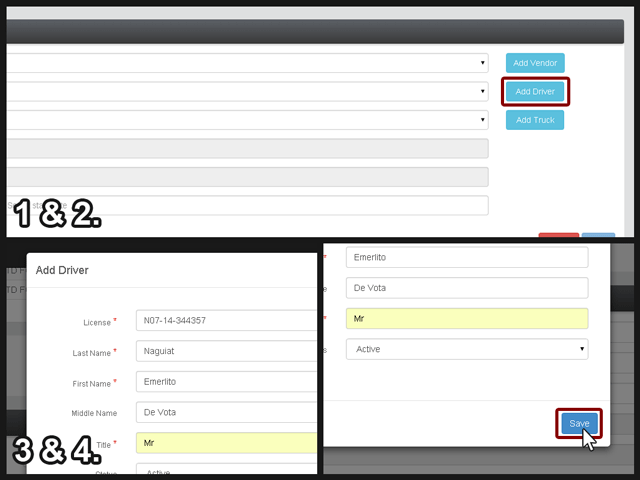 Add Vendor
Add Driver
Add Truck
1 & 2.
Add Driver
License * N07-14-344357
Last Name * Naguiat
First Name * Emerlito
Middle Name De Vota
Title * Mr
Status Active
3 & 4.
* Emerlito
De Vota
* Mr
Active
Save